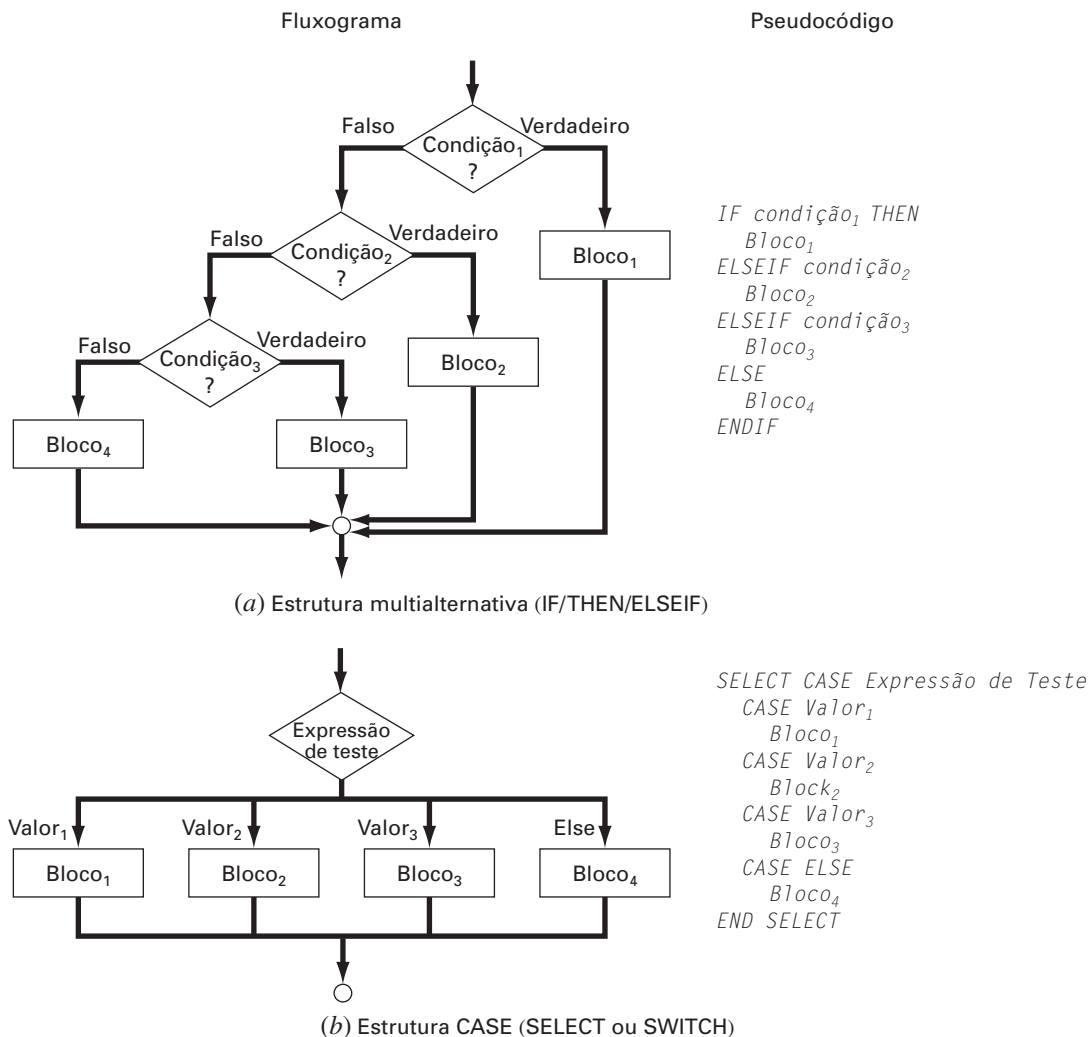 Fluxograma
Pseudocódigo
Falso
Verdadeiro
Condição₁
?
Falso
Verdadeiro
Condição₂
?
Bloco₁
Falso
Verdadeiro
Condição₃
?
Bloco₂
Bloco₄
Bloco₃
IF condição₁ THEN
Bloco₁
ELSEIF condição₂
Bloco₂
ELSEIF condição₃
Bloco₃
ELSE
Bloco₄
ENDIF
(a) Estrutura multialternativa (IF/THEN/ELSEIF)
Expressão
de teste
Valor₁
Valor₂
Valor₃
Else
Bloco₁
Bloco₂
Bloco₃
Bloco₄
SELECT CASE Expressão de Teste
CASE Valor₁
Bloco₁
CASE Valor₂
Block₂
CASE Valor₃
Bloco₃
CASE ELSE
Bloco₄
END SELECT
(b) Estrutura CASE (SELECT ou SWITCH)